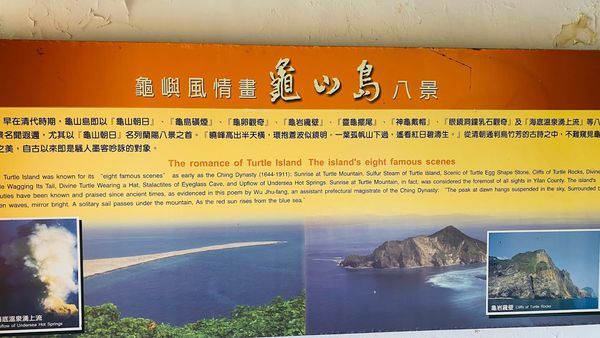 龜嶼風情畫 龜山島 八景
早在清代時期，龜山島即以『龜山朝日』、『龜島磺煙』、『龜卵觀奇』、『龜岩巉壁』、『靈龜擺尾』、『神龜戴帽』、『眼鏡洞鐘乳石觀奇』及『海底溫泉湧上流』等八
景名聞遐邇，尤其以『龜山朝日』名列蘭陽八景之首。『曉峰高出半天橫，環抱滄波似鏡明。一葉孤帆山下過，遙看紅日碧濤生。』從清朝通判烏竹芳的古詩之中，不難窺見龜
之美，自古以來即是騷人墨客吟詠的對象。
The romance of Turtle Island The island's eight famous scenes
Turtle Island was known for its "eight famous scenes" as early as the Ching Dynasty (1644-1911): Sunrise at Turtle Mountain, Sulfur Steam of Turtle Island, Scenic of Turtle Egg Shape Stone, Cliffs of Turtle Rocks, Divine
Wagging Its Tail, Divine Turtle Wearing a Hat, Stalactites of Eyeglass Cave, and Upflow of Undersea Hot Springs. Sunrise at Turtle Mountain, in fact, was considered the foremost of all sights in Yilan County. The island's
have been known and praised since ancient times, as evidenced in this poem by Wu Jhu-fang, an assistant prefectural magistrate of the Ching Dynasty: "The peak at dawn hangs suspended in the sky, Surrounded
waves, mirror bright. A solitary sail passes under the mountain, As the red sun rises from the blue sea."
海底溫泉湧上流
Upflow of Undersea Hot Springs
龜岩巉壁 Cliffs of Turtle Rocks